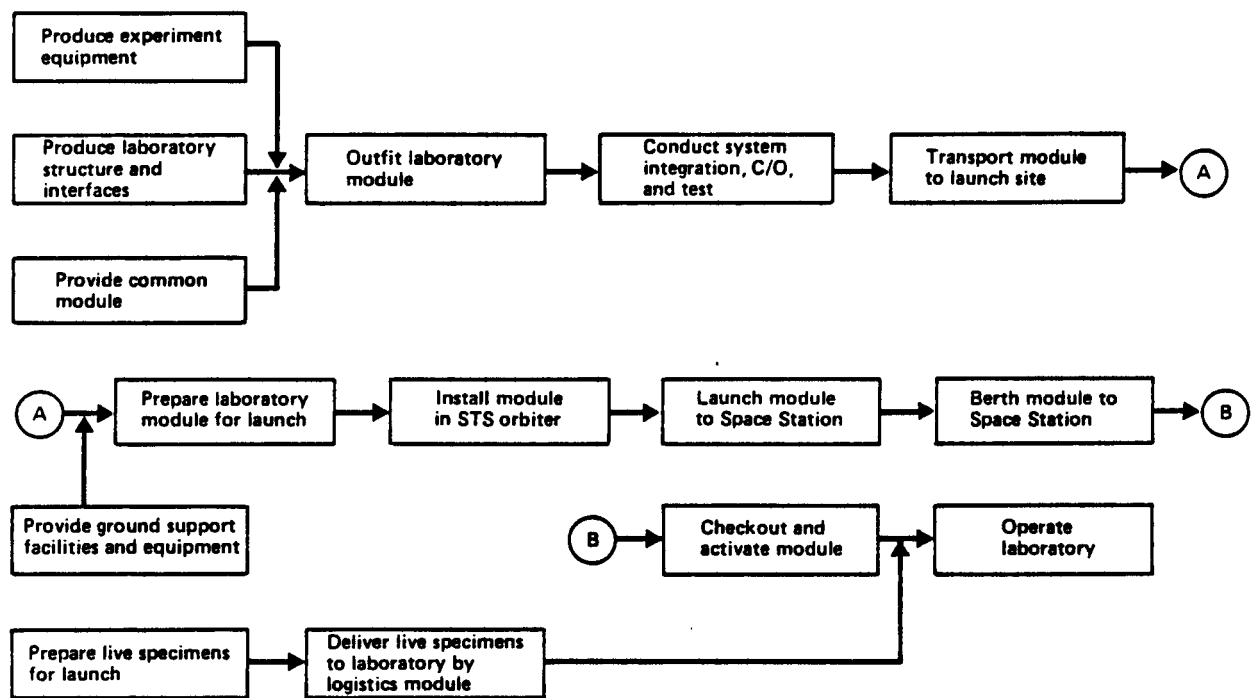 Produce experiment
equipment
Produce laboratory
structure and
interfaces
Provide common
module
Outfit laboratory
module
Conduct system
integration, C/O,
and test
Transport module
to launch site
A
A
Prepare laboratory
module for launch
Install module
in STS orbiter
Launch module
to Space Station
Berth module to
Space Station
B
Provide ground support
facilities and equipment
B
Checkout and
activate module
Operate
laboratory
Prepare live specimens
for launch
Deliver live specimens
to laboratory by
logistics module